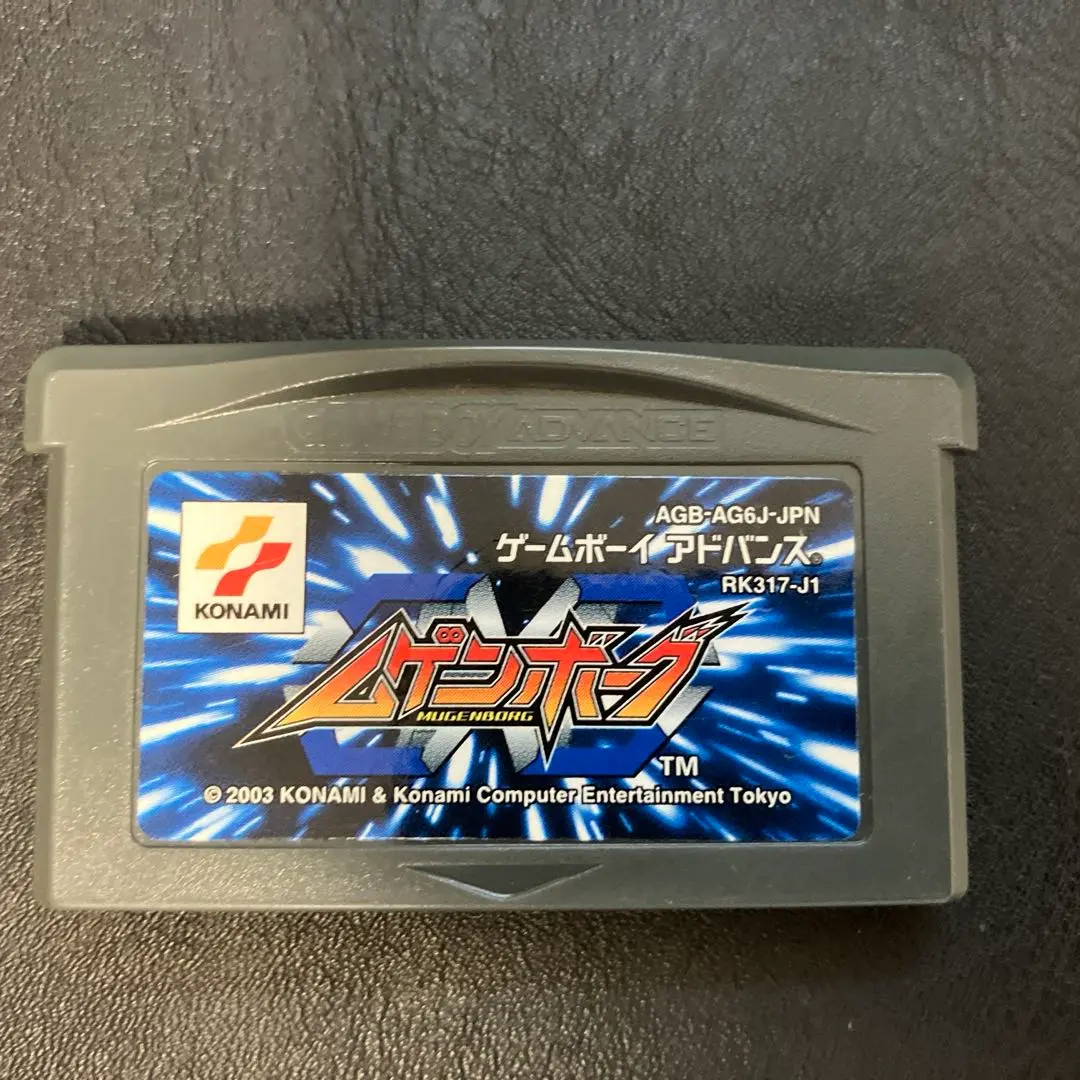 GAME BOY ADVANCE
KONAMI
AGB-AG6J-JPN
ゲームボーイ アドバンス®
RK317-J1
ムゲンボーグ
MUGENBORG
TM
© 2003 KONAMI & Konami Computer Entertainment Tokyo